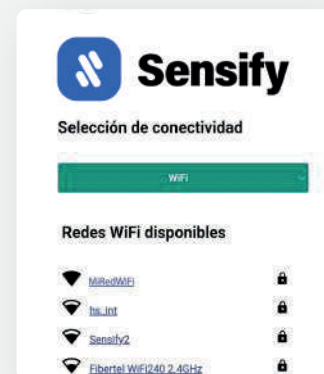 Sensify
Selección de conectividad
WiFi
Redes WiFi disponibles
MiRedWiFi
hs_int
Sensify2
Fibertel WiFi240 2.4GHz